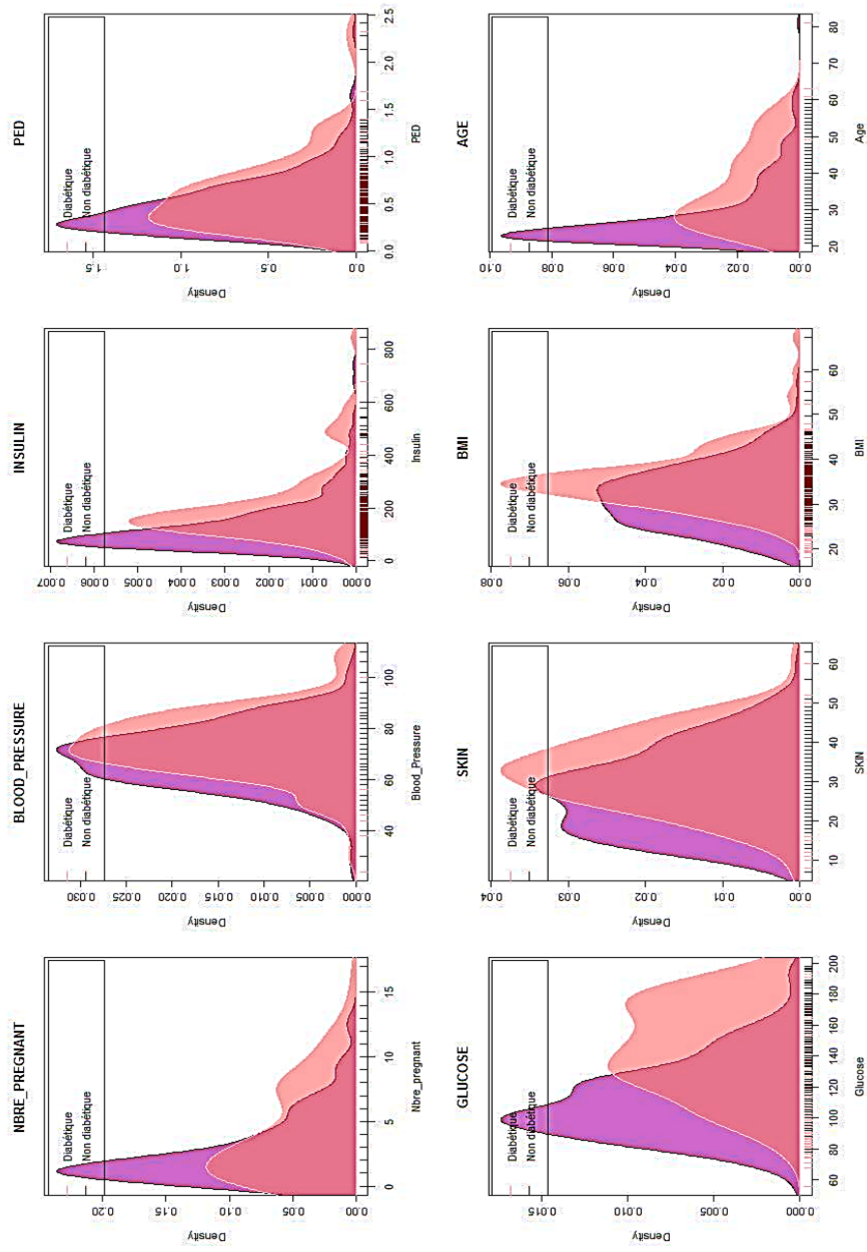 NBRE_PREGNANT
Diabétique
Non diabétique
Density
0.00
0.05
0.10
0.15
0.20
0 5 10 15
Nbre_pregnant
BLOOD_PRESSURE
Diabétique
Non diabétique
Density
0.000
0.005
0.010
0.015
0.020
0.025
0.030
40 60 80 100
Blood_Pressure
INSULIN
Diabétique
Non diabétique
Density
0.000
0.001
0.002
0.003
0.004
0.005
0.006
0.007
0 200 400 600 800
Insulin
PED
Diabétique
Non diabétique
Density
0.0
0.5
1.0
1.5
0.0 0.5 1.0 1.5 2.0 2.5
PED
GLUCOSE
Diabétique
Non diabétique
Density
0.000
0.005
0.010
0.015
60 80 100 120 140 160 180 200
Glucose
SKIN
Diabétique
Non diabétique
Density
0.00
0.01
0.02
0.03
0.04
10 20 30 40 50 60
SKIN
BMI
Diabétique
Non diabétique
Density
0.00
0.02
0.04
0.06
0.08
20 30 40 50 60
BMI
AGE
Diabétique
Non diabétique
Density
0.00
0.02
0.04
0.06
0.08
0.10
20 30 40 50 60 70 80
Age